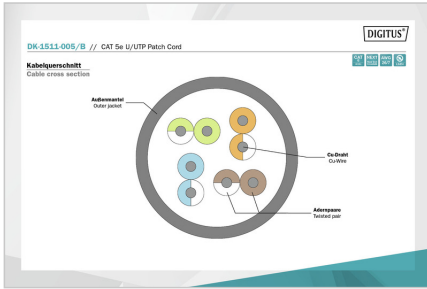 DIGITUS®
DK-1511-005/B // CAT 5e U/UTP Patch Cord
Kabelquerschnitt
Cable cross section
Außenmantel
Outer jacket
Cu-Draht
Cu-Wire
Aderspaare
Twisted pair